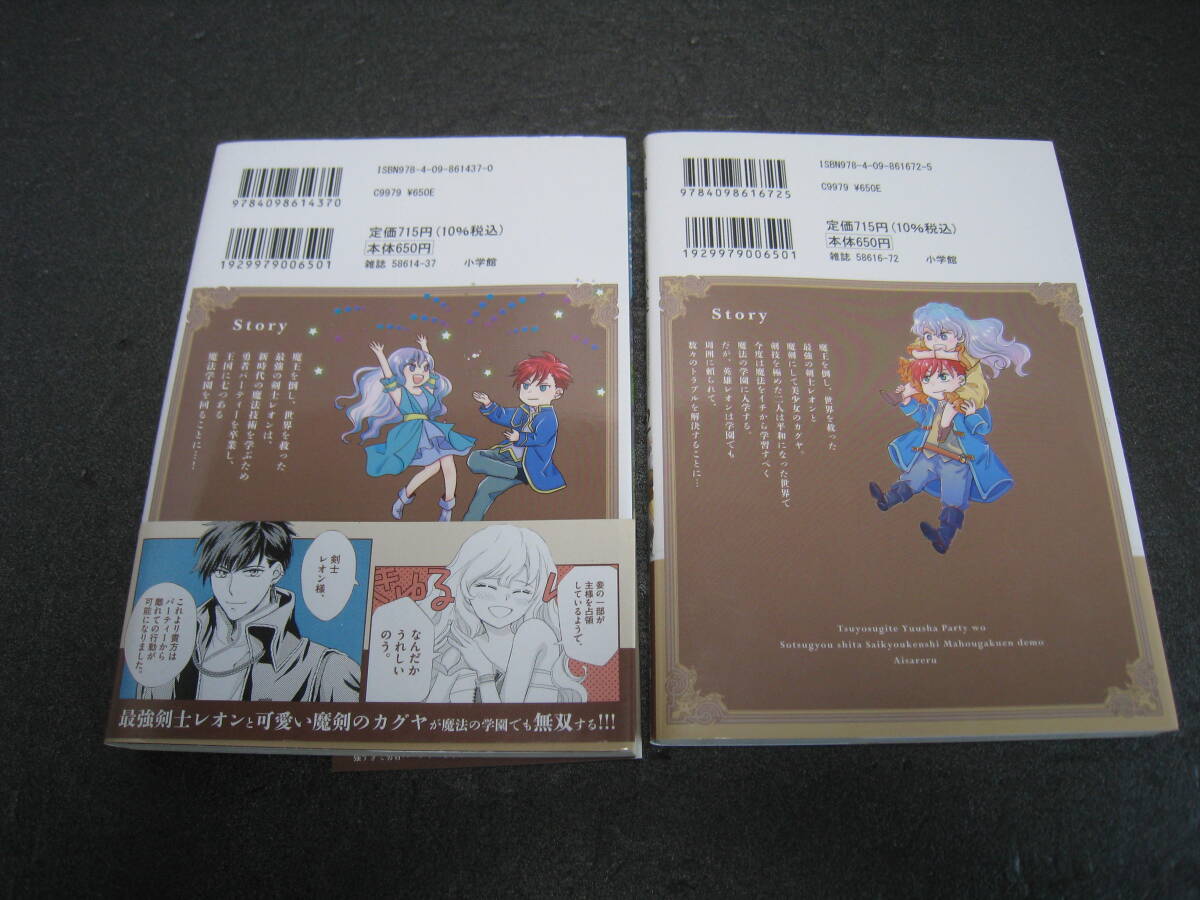 ISBN978-4-09-861437-0
9784098614370
C9979 ¥650E
定価715円(10%税込)
本体650円
1929979006501
雑誌 58614-37
小学館
Story
魔王を倒し、世界を救った
最強の剣士レオンは、
新時代の魔法技術を学ぶため
勇者パーティーを卒業し、
王国に七つある
魔法学園を回ることに…！
剣士
レオン様、
これより貴方は
パーティーから
離れての行動が
可能になりました。
妾の一部が
主様を占領
しているようで、
なんだか
うれしい
のう。
最強剣士レオンと可愛い魔剣のカグヤが魔法の学園でも無双する!!!
ISBN978-4-09-861672-5
9784098616725
C9979 ¥650E
定価715円(10%税込)
本体650円
1929979006501
雑誌 58616-72
小学館
Story
魔王を倒し、世界を救った
最強の剣士レオンと
魔剣にして美少女のカグヤ。
剣技を極めた二人は平和になった世界で
今度は魔法をイチから学習すべく
魔法の学園に入学する。
だが、英雄レオンは学園でも
周囲に頼られて、
数々のトラブルを解決することに…
Tsuyosugite Yuusha Party wo
Sotsugyou shita Saikyoukenshi Mahougakuen demo
Aisareru